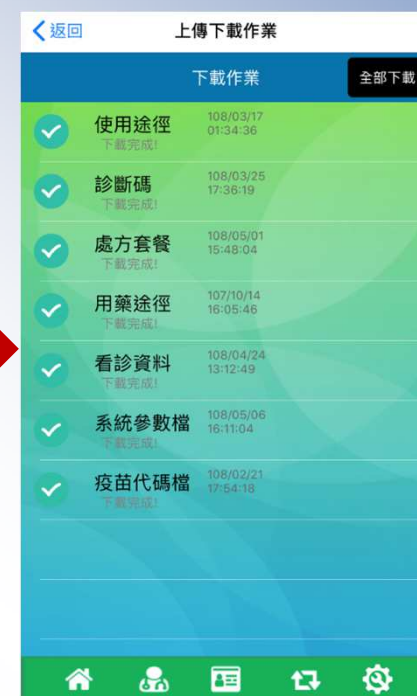 返回
上傳下載作業
下載作業
全部下載
使用途徑
108/03/17
01:34:36
下載完成!
診斷碼
108/03/25
17:36:19
下載完成!
處方套餐
108/05/01
15:48:04
下載完成!
用藥途徑
107/10/14
16:05:46
下載完成!
看診資料
108/04/24
13:12:49
下載完成!
系統參數檔
108/05/06
16:11:04
下載完成!
疫苗代碼檔
108/02/21
17:54:18
下載完成!